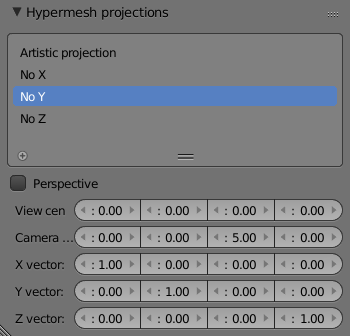 Hypermesh projections
Artistic projection
No X
No Y
No Z
Perspective
View cen : 0.00 : 0.00 : 0.00 : 0.00
Camera ... : 0.00 : 0.00 : 5.00 : 0.00
X vector: : 1.00 : 0.00 : 0.00 : 0.00
Y vector: : 0.00 : 1.00 : 0.00 : 0.00
Z vector: : 0.00 : 0.00 : 0.00 : 1.00